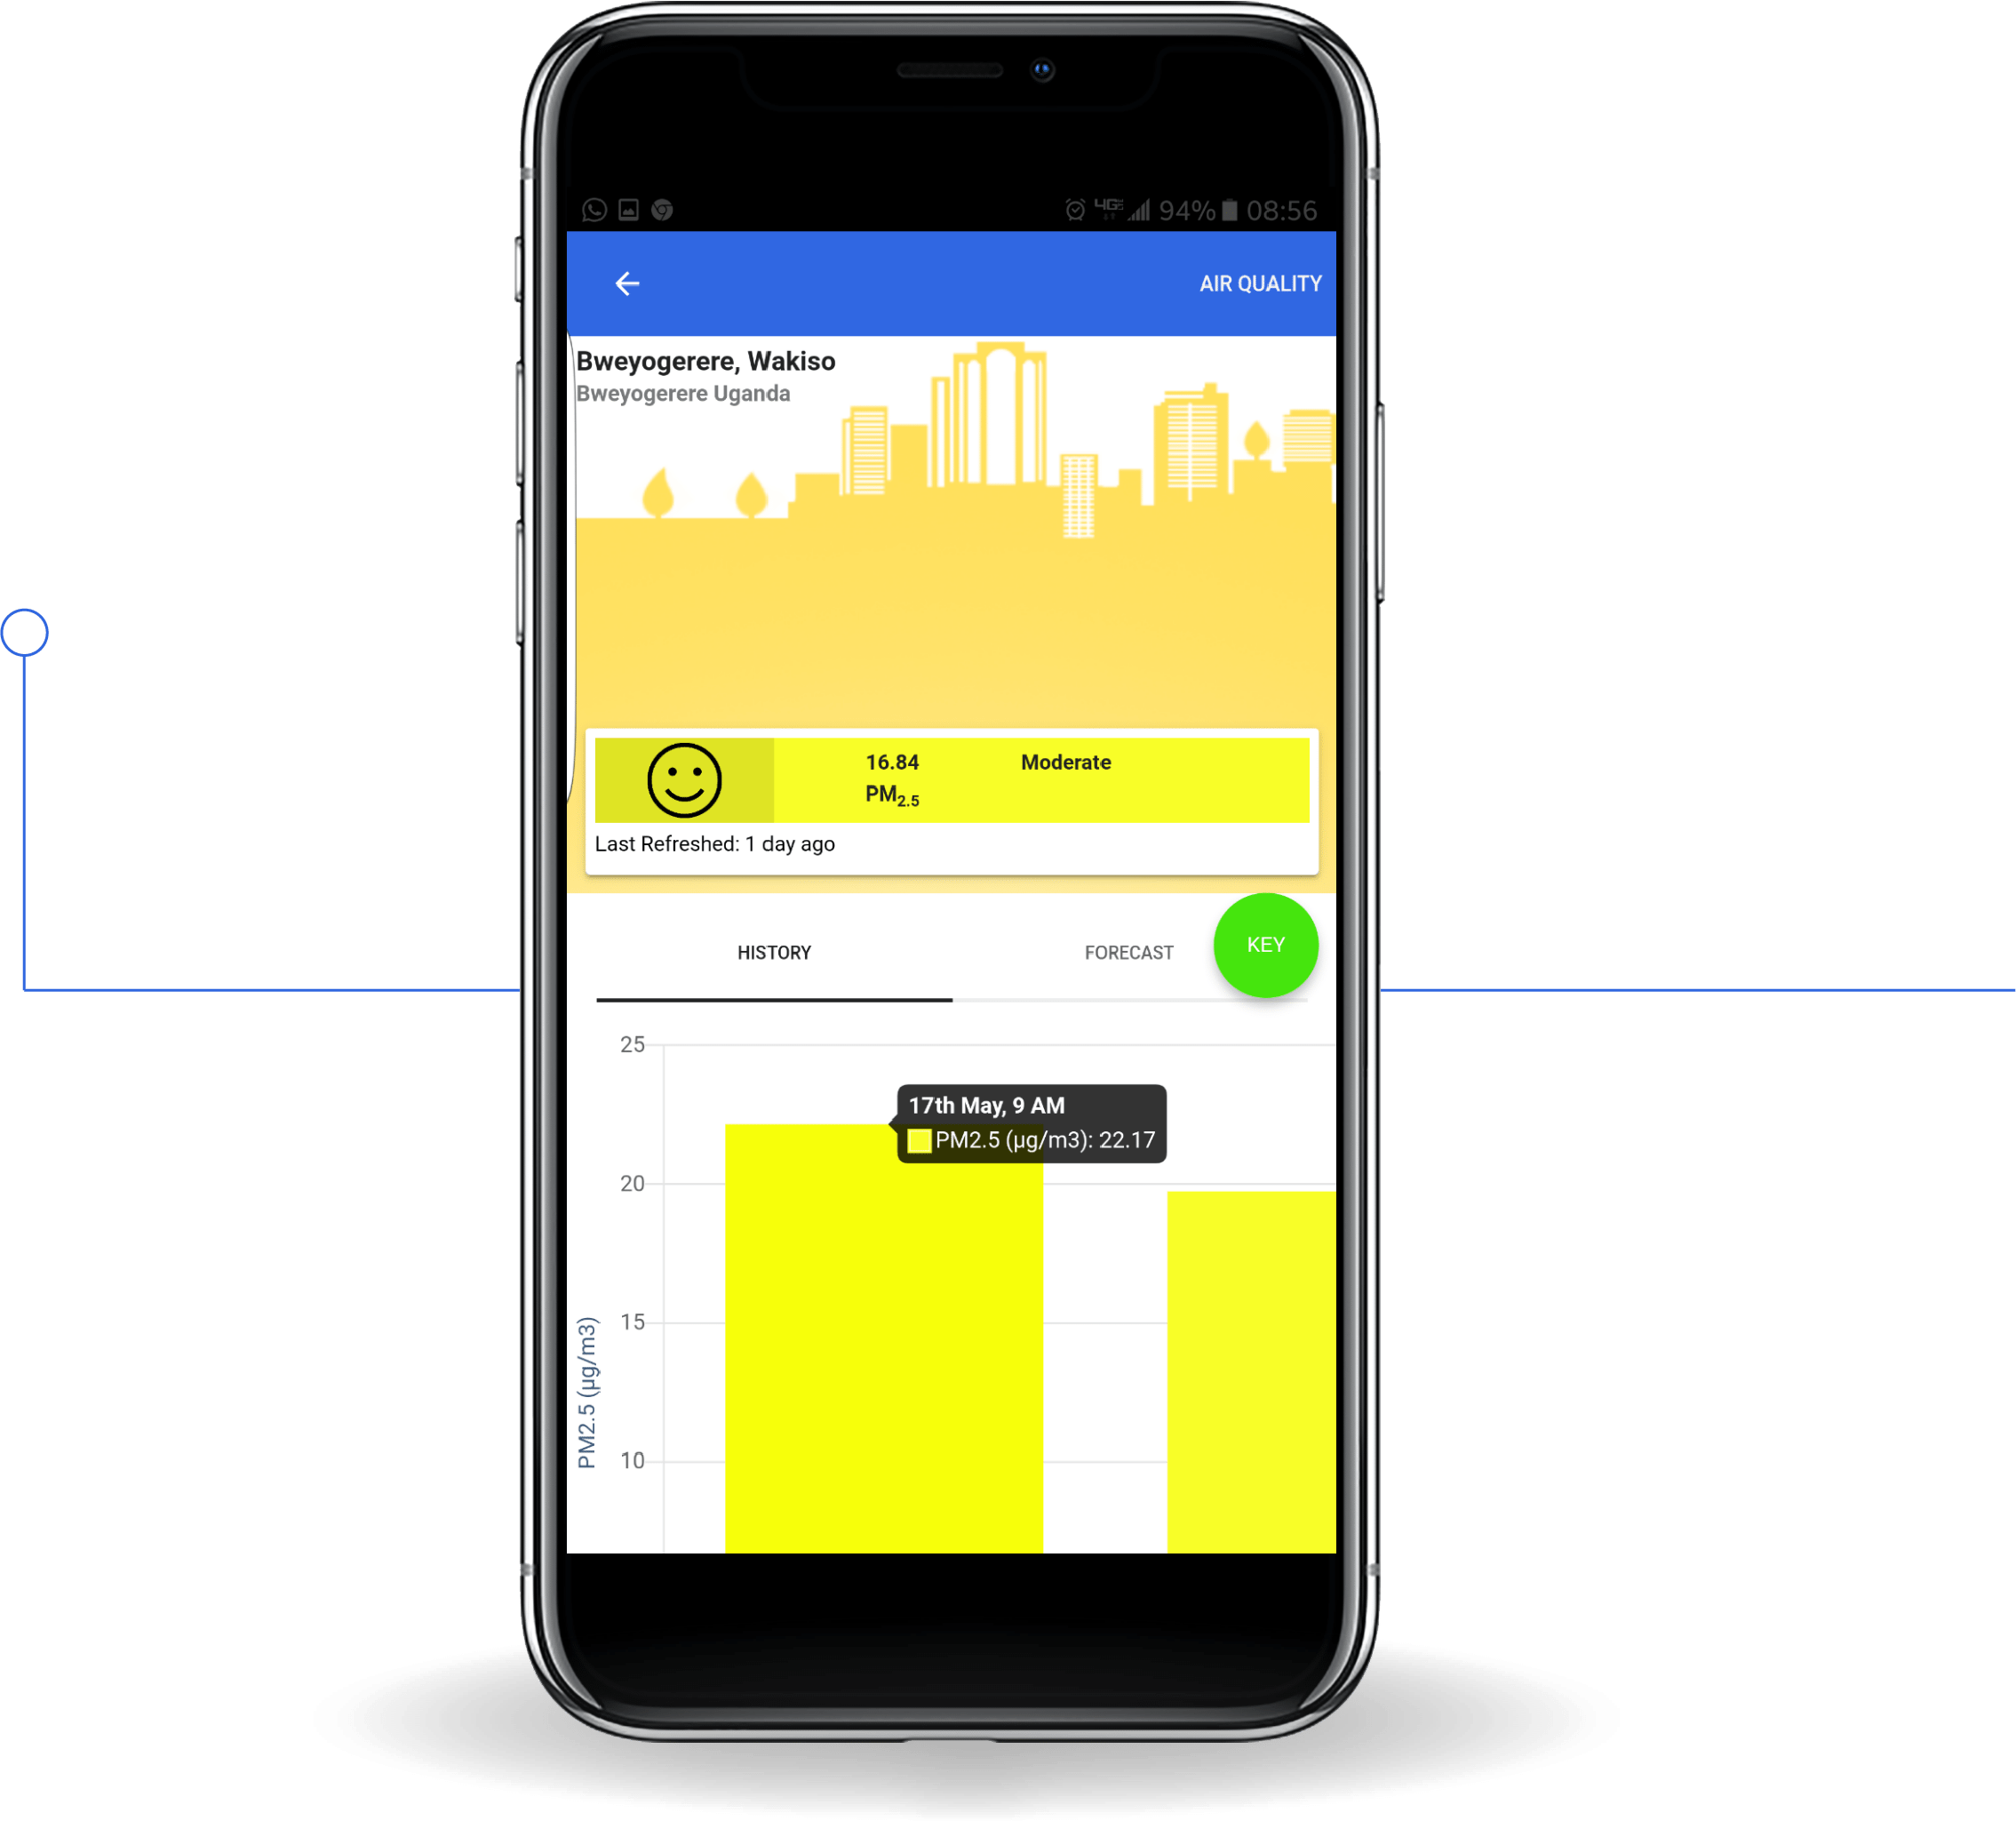 4G 94% 08:56
AIR QUALITY
Bweyogerere, Wakiso
Bweyogerere Uganda
16.84 Moderate
PM2.5
Last Refreshed: 1 day ago
HISTORY FORECAST KEY
25
17th May, 9 AM
PM2.5 (µg/m3): 22.17
20
15
10
PM2.5 (µg/m3)